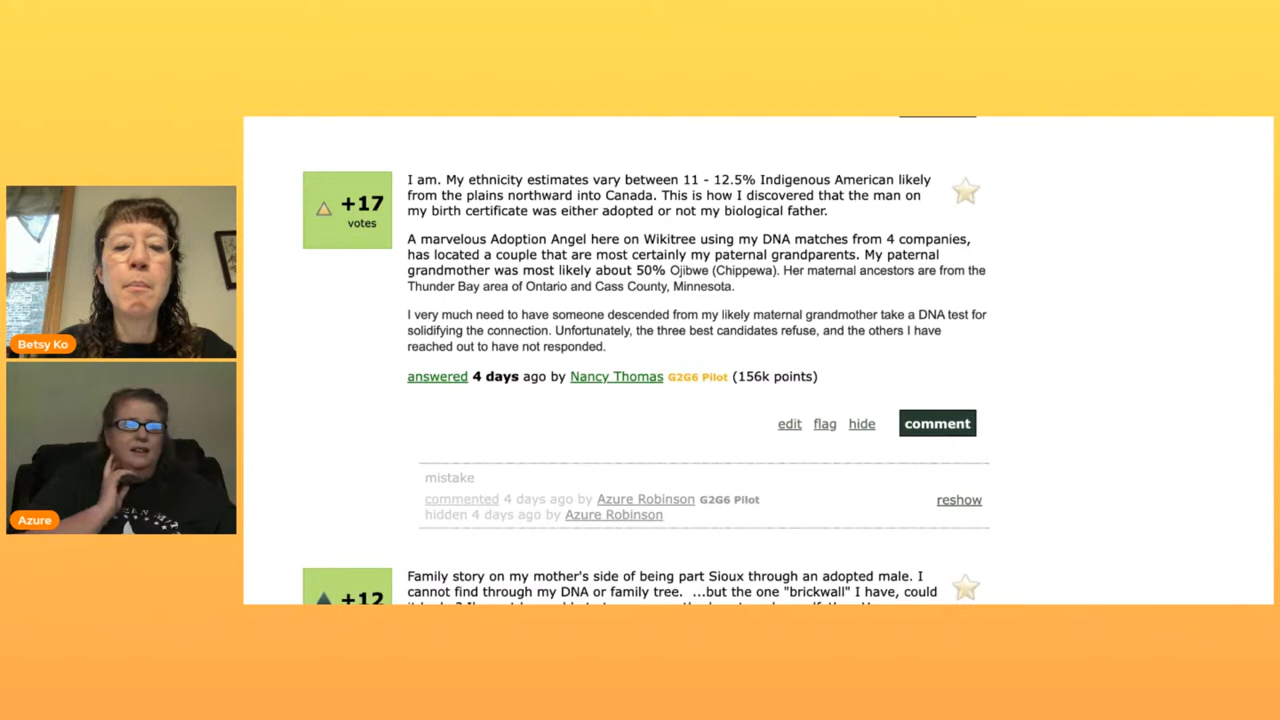 I am. My ethnicity estimates vary between 11 - 12.5% Indigenous American likely
from the plains northward into Canada. This is how I discovered that the man on
my birth certificate was either adopted or not my biological father.
+17
votes
A marvelous Adoption Angel here on Wikitree using my DNA matches from 4 companies,
has located a couple that are most certainly my paternal grandparents. My paternal
grandmother was most likely about 50% Ojibwe (Chippewa). Her maternal ancestors are from the
Thunder Bay area of Ontario and Cass County, Minnesota.
I very much need to have someone descended from my likely maternal grandmother take a DNA test for
solidifying the connection. Unfortunately, the three best candidates refuse, and the others I have
reached out to have not responded.
answered 4 days ago by Nancy Thomas G2G6 Pilot (156k points)
edit flag hide comment
mistake
commented 4 days ago by Azure Robinson G2G6 Pilot
hidden 4 days ago by Azure Robinson
reshow
Family story on my mother's side of being part Sioux through an adopted male. I
cannot find through my DNA or family tree. ...but the one "brickwall" I have, could
+12
Betsy Ko
Azure